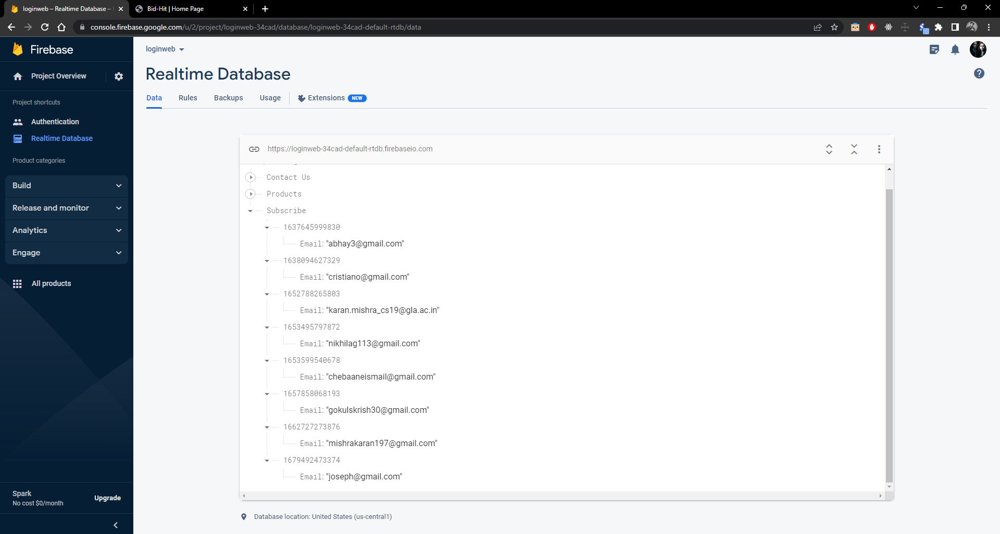 loginweb – Realtime Database –
Bid-Hit | Home Page
console.firebase.google.com/u/2/project/loginweb-34cad/database/loginweb-34cad-default-rtdb/data
Firebase
Project Overview
Project shortcuts
Authentication
Realtime Database
Product categories
Build
Release and monitor
Analytics
Engage
All products
Spark
No cost $0/month
Upgrade
loginweb
Realtime Database
Data Rules Backups Usage Extensions NEW
https://loginweb-34cad-default-rtdb.firebaseio.com
Contact Us
Products
Subscribe
1637645999830
Email: "abhay3@gmail.com"
1638094627329
Email: "cristiano@gmail.com"
1652788265803
Email: "karan.mishra_cs19@gla.ac.in"
1653495797872
Email: "nikhilag113@gmail.com"
1653599540678
Email: "chebaaneismail@gmail.com"
1657858068193
Email: "gokulskrish30@gmail.com"
1662727273876
Email: "mishrakaran197@gmail.com"
1679492473374
Email: "joseph@gmail.com"
Database location: United States (us-central1)